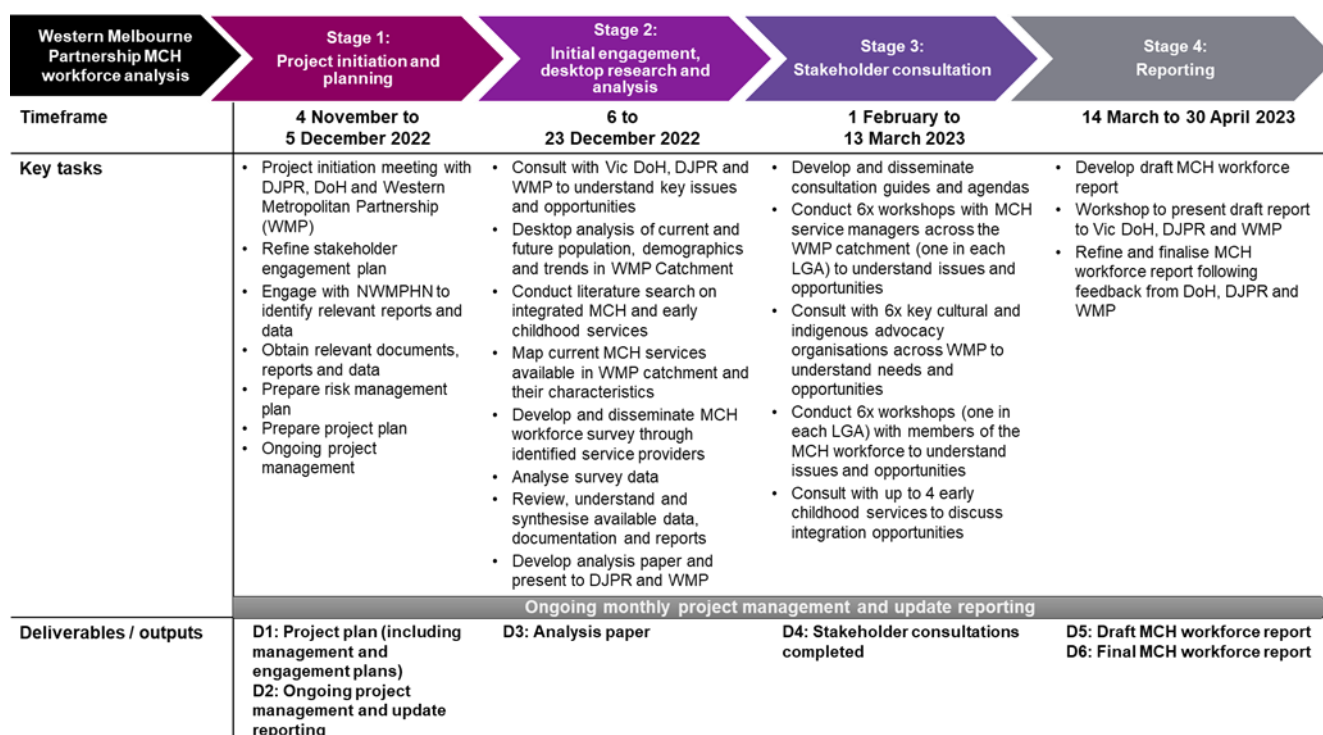 Western Melbourne
Partnership MCH
workforce analysis
Stage 1:
Project initiation and
planning
Stage 2:
Initial engagement,
desktop research and
analysis
Stage 3:
Stakeholder consultation
Stage 4:
Reporting
Timeframe
4 November to
5 December 2022
6 to
23 December 2022
1 February to
13 March 2023
14 March to 30 April 2023
Key tasks
• Project initiation meeting with
DJPR, DoH and Western
Metropolitan Partnership
(WMP)
• Refine stakeholder
engagement plan
• Engage with NWMPHN to
identify relevant reports and
data
• Obtain relevant documents,
reports and data
• Prepare risk management
plan
• Prepare project plan
• Ongoing project
management
• Consult with Vic DoH, DJPR and
WMP to understand key issues
and opportunities
• Desktop analysis of current and
future population, demographics
and trends in WMP Catchment
• Conduct literature search on
integrated MCH and early
childhood services
• Map current MCH services
available in WMP catchment and
their characteristics
• Develop and disseminate MCH
workforce survey through
identified service providers
• Analyse survey data
• Review, understand and
synthesise available data,
documentation and reports
• Develop analysis paper and
present to DJPR and WMP
• Develop and disseminate
consultation guides and agendas
• Conduct 6x workshops with MCH
service managers across the
WMP catchment (one in each
LGA) to understand issues and
opportunities
• Consult with 6x key cultural and
indigenous advocacy
organisations across WMP to
understand needs and
opportunities
• Conduct 6x workshops (one in
each LGA) with members of the
MCH workforce to understand
issues and opportunities
• Consult with up to 4 early
childhood services to discuss
integration opportunities
• Develop draft MCH workforce
report
• Workshop to present draft report
to Vic DoH, DJPR and WMP
• Refine and finalise MCH
workforce report following
feedback from DoH, DJPR and
WMP
Ongoing monthly project management and update reporting
Deliverables / outputs
D1: Project plan (including
management and
engagement plans)
D2: Ongoing project
management and update
reporting
D3: Analysis paper
D4: Stakeholder consultations
completed
D5: Draft MCH workforce report
D6: Final MCH workforce report